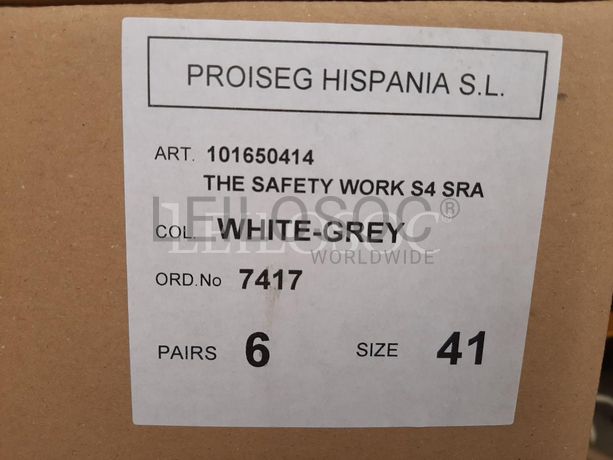 PROISEG HISPANIA S.L.
ART. 101650414
THE SAFETY WORK S4 SRA
LEILOSOC®
COL. WHITE-GREY
LEILOSOC
WORLDWIDE
ORD.No 7417
PAIRS 6 SIZE 41